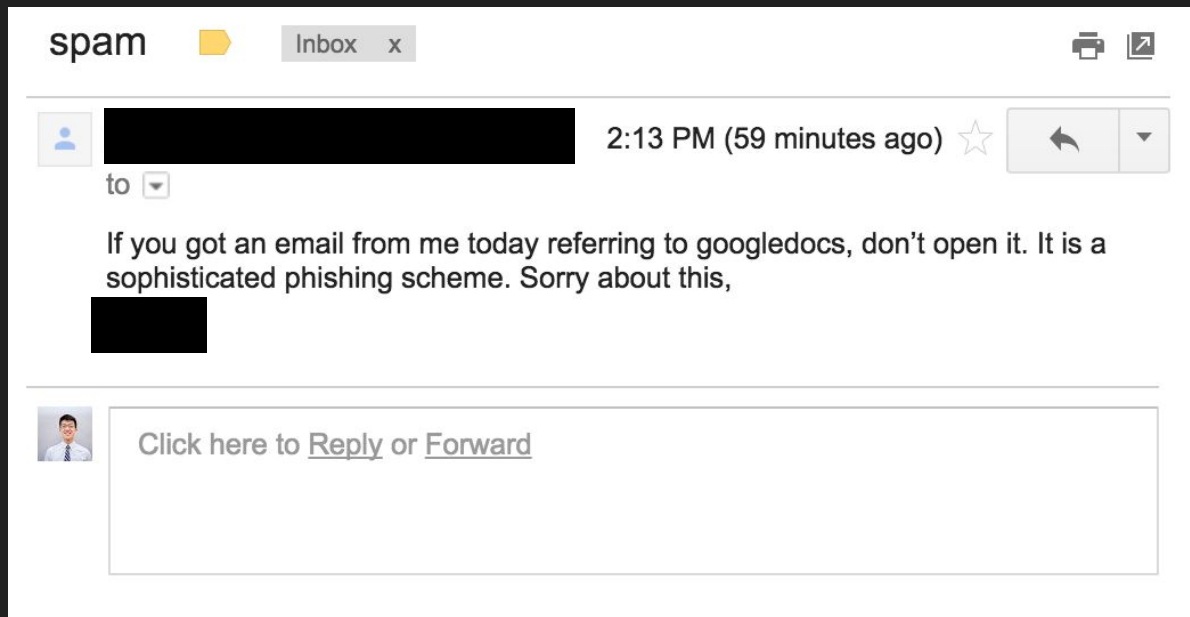 spam Inbox x
2:13 PM (59 minutes ago)
to
If you got an email from me today referring to googledocs, don’t open it. It is a
sophisticated phishing scheme. Sorry about this,
Click here to Reply or Forward